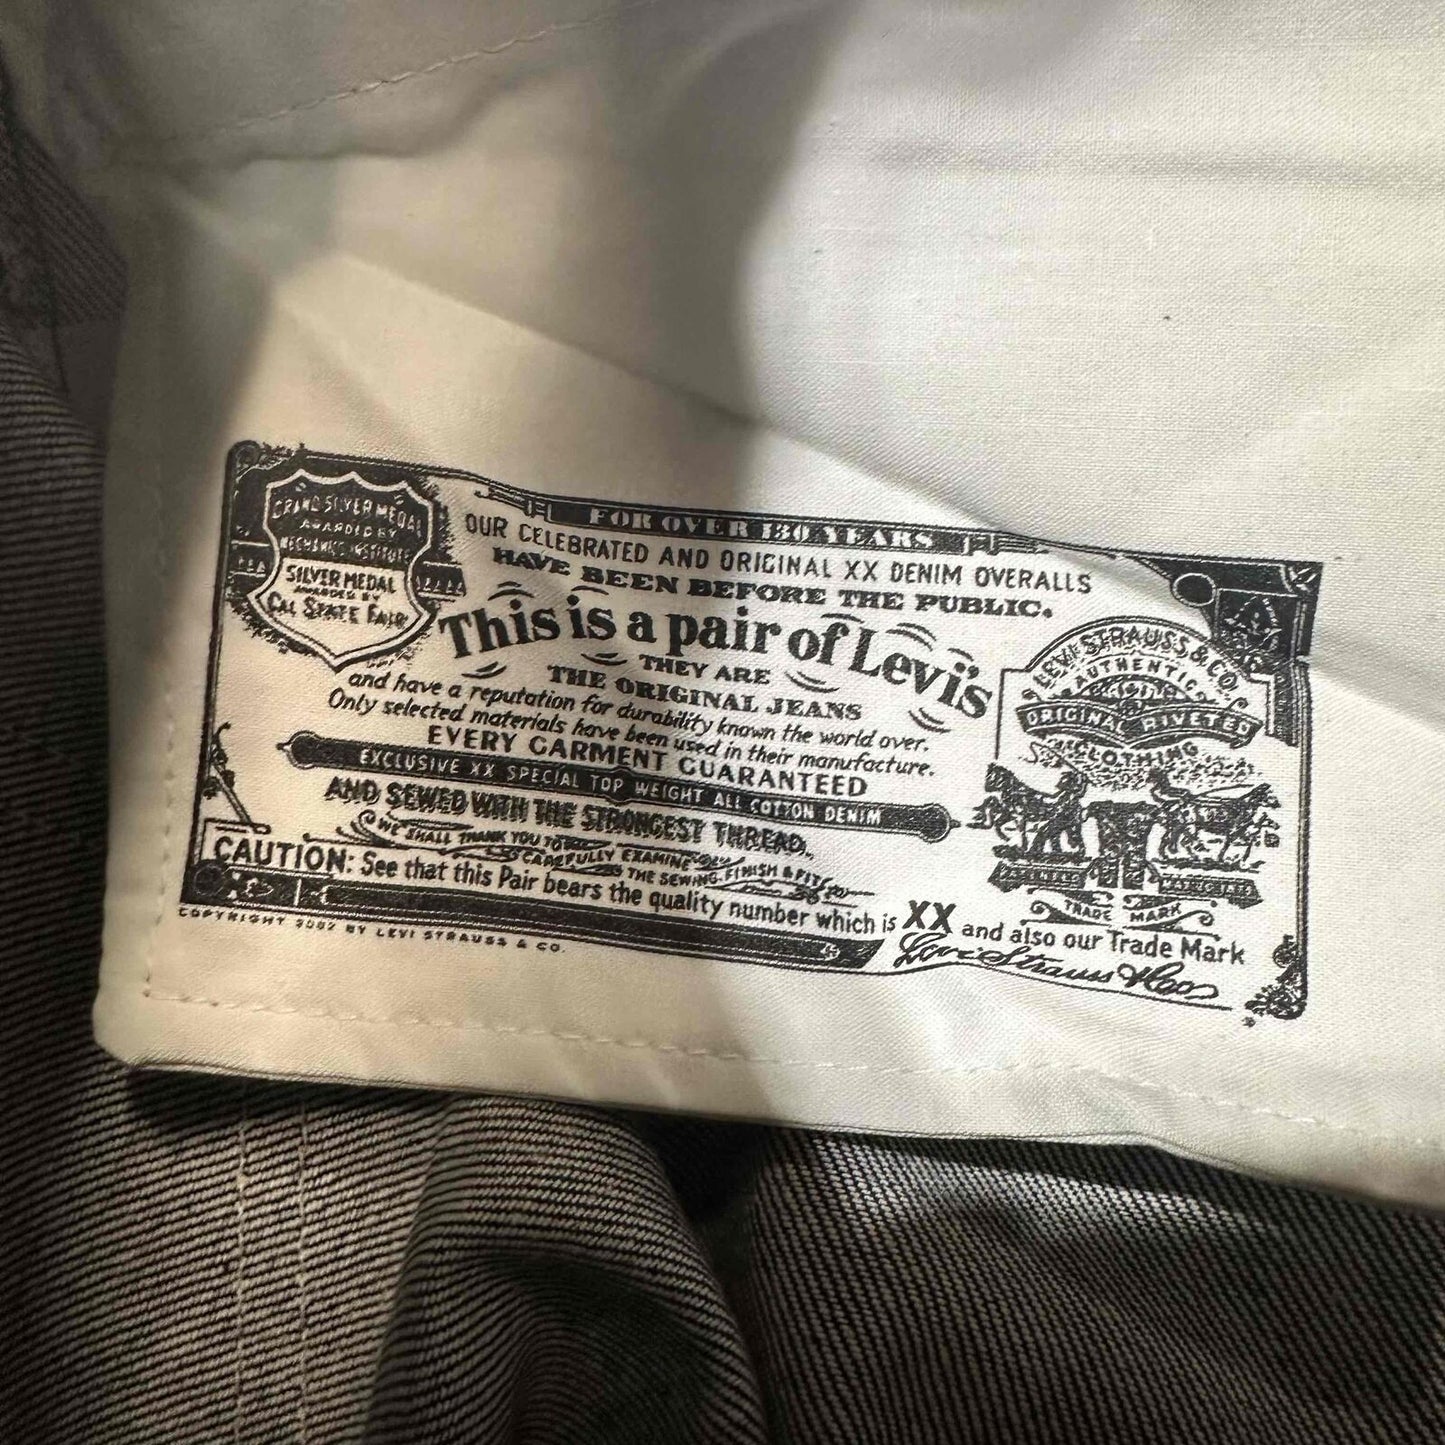 GRAND SILVER MEDAL
AWARDED BY
MECHANICS INSTITUTE
SILVER MEDAL
AWARDED BY
CAL STATE FAIR
FOR OVER 130 YEARS
OUR CELEBRATED AND ORIGINAL XX DENIM OVERALLS
HAVE BEEN BEFORE THE PUBLIC.
This is a pair of Levi's
THEY ARE
THE ORIGINAL JEANS
and have a reputation for durability known the world over.
Only selected materials have been used in their manufacture.
EVERY GARMENT GUARANTEED
EXCLUSIVE XX SPECIAL TOP WEIGHT ALL COTTON DENIM
AND SEWED WITH THE STRONGEST THREAD.
WE SHALL THANK YOU TO
CAREFULLY EXAMINE
THE SEWING, FINISH & FIT
CAUTION: See that this Pair bears the quality number which is XX and also our Trade Mark
Levi Strauss & Co
COPYRIGHT 2002 BY LEVI STRAUSS & CO.
LEVI STRAUSS & CO.
AUTHENTIC
ORIGINAL RIVETED
CLOTHING
TRADE MARK